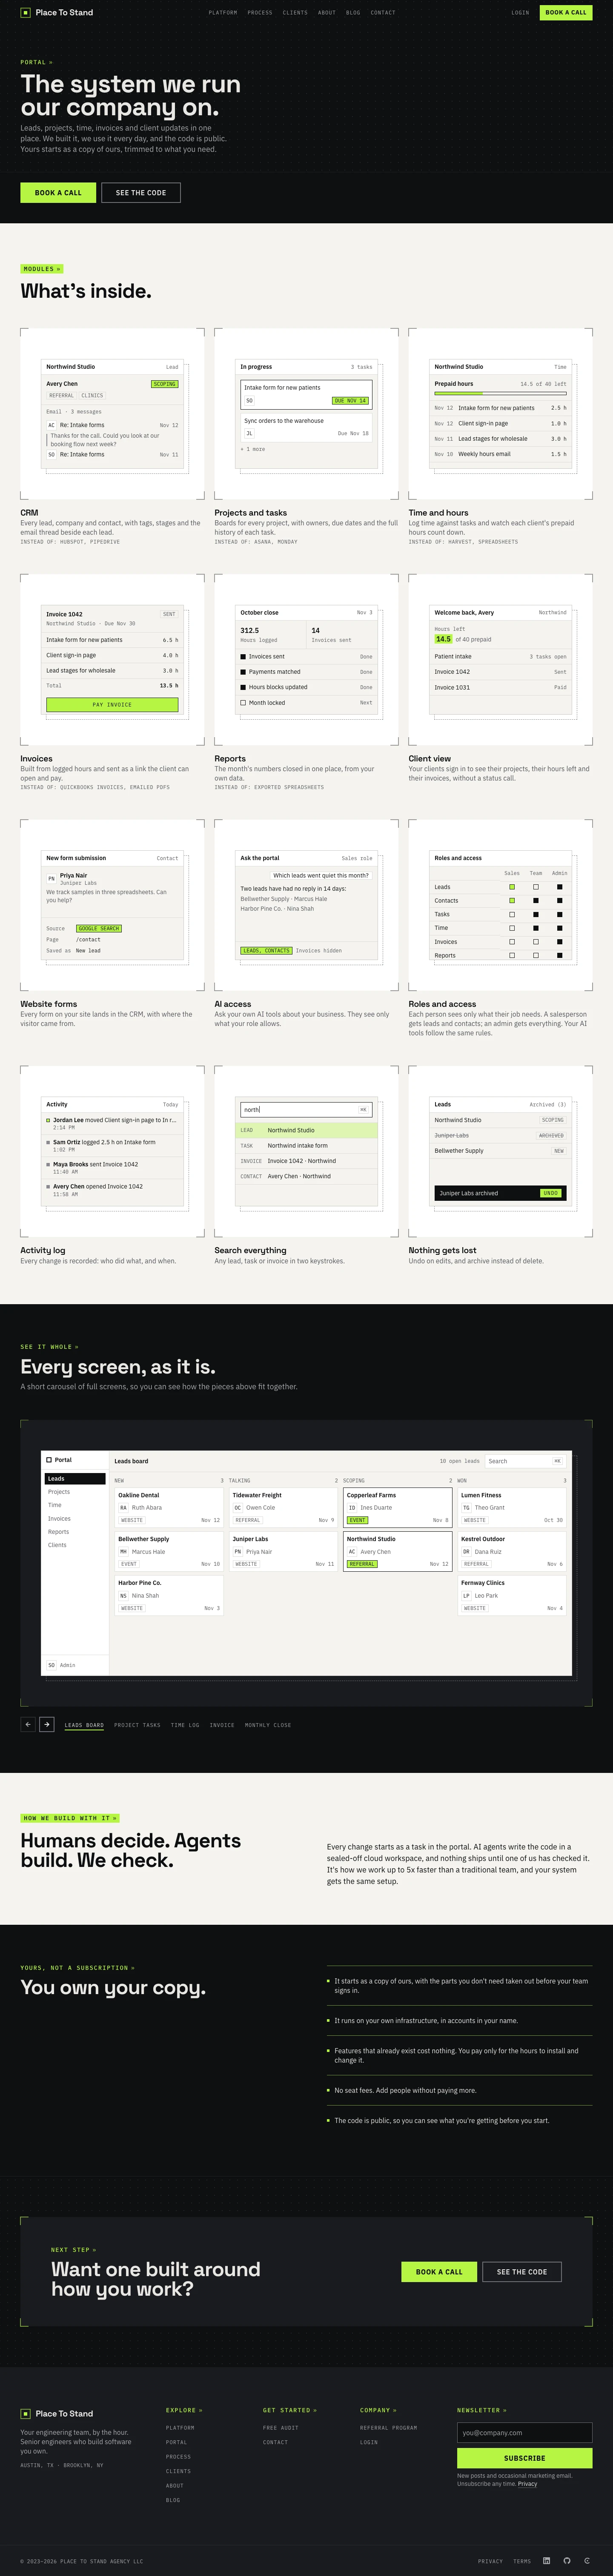 Place To Stand
PLATFORM PROCESS CLIENTS ABOUT BLOG CONTACT
LOGIN
BOOK A CALL
PORTAL »
The system we run
our company on.
Leads, projects, time, invoices and client updates in one
place. We built it, we use it every day, and the code is public.
Yours starts as a copy of ours, trimmed to what you need.
BOOK A CALL
SEE THE CODE
MODULES »
What's inside.
Northwind Studio Lead
Avery Chen SCOPING
REFERRAL CLINICS
Email · 3 messages
AC Re: Intake forms Nov 12
Thanks for the call. Could you look at our
booking flow next week?
SO Re: Intake forms Nov 11
CRM
Every lead, company and contact, with tags, stages and the
email thread beside each lead.
INSTEAD OF: HUBSPOT, PIPEDRIVE
In progress 3 tasks
Intake form for new patients
SO DUE NOV 14
Sync orders to the warehouse
JL Due Nov 18
+ 1 more
Projects and tasks
Boards for every project, with owners, due dates and the full
history of each task.
INSTEAD OF: ASANA, MONDAY
Northwind Studio Time
Prepaid hours 14.5 of 40 left
Nov 12 Intake form for new patients 2.5 h
Nov 12 Client sign-in page 1.0 h
Nov 11 Lead stages for wholesale 3.0 h
Nov 10 Weekly hours email 1.5 h
Time and hours
Log time against tasks and watch each client's prepaid
hours count down.
INSTEAD OF: HARVEST, SPREADSHEETS
Invoice 1042 SENT
Northwind Studio · Due Nov 30
Intake form for new patients 6.5 h
Client sign-in page 4.0 h
Lead stages for wholesale 3.0 h
Total 13.5 h
PAY INVOICE
Invoices
Built from logged hours and sent as a link the client can
open and pay.
INSTEAD OF: QUICKBOOKS INVOICES, EMAILED PDFS
October close Nov 3
312.5 14
Hours logged Invoices sent
Invoices sent Done
Payments matched Done
Hours blocks updated Done
Month locked Next
Reports
The month's numbers closed in one place, from your
own data.
INSTEAD OF: EXPORTED SPREADSHEETS
Welcome back, Avery Northwind
Hours left
14.5 of 40 prepaid
Patient intake 3 tasks open
Invoice 1042 Sent
Invoice 1031 Paid
Client view
Your clients sign in to see their projects, their hours left and
their invoices, without a status call.
New form submission Contact
PN Priya Nair
Juniper Labs
We track samples in three spreadsheets. Can
you help?
Source GOOGLE SEARCH
Page /contact
Saved as New lead
Website forms
Every form on your site lands in the CRM, with where the
visitor came from.
Ask the portal Sales role
Which leads went quiet this month?
Two leads have had no reply in 14 days:
Bellwether Supply · Marcus Hale
Harbor Pine Co. · Nina Shah
LEADS, CONTACTS Invoices hidden
AI access
Ask your own AI tools about your business. They see only
what your role allows.
Roles and access
Sales Team Admin
Leads
Contacts
Tasks
Time
Invoices
Reports
Roles and access
Each person sees only what their job needs. A salesperson
gets leads and contacts; an admin gets everything. Your AI
tools follow the same rules.
Activity Today
Jordan Lee moved Client sign-in page to In r...
2:14 PM
Sam Ortiz logged 2.5 h on Intake form
1:02 PM
Maya Brooks sent Invoice 1042
11:40 AM
Avery Chen opened Invoice 1042
11:58 AM
Activity log
Every change is recorded: who did what, and when.
north ⌘K
LEAD Northwind Studio
TASK Northwind intake form
INVOICE Invoice 1042 · Northwind
CONTACT Avery Chen · Northwind
Search everything
Any lead, task or invoice in two keystrokes.
Leads Archived (3)
Northwind Studio SCOPING
Juniper Labs ARCHIVED
Bellwether Supply NEW
Juniper Labs archived UNDO
Nothing gets lost
Undo on edits, and archive instead of delete.
SEE IT WHOLE »
Every screen, as it is.
A short carousel of full screens, so you can see how the pieces above fit together.
Portal
Leads
Projects
Time
Invoices
Reports
Clients
SO Admin
Leads board 10 open leads Search ⌘K
NEW 3 TALKING 2 SCOPING 2 WON 3
Oakline Dental
RA Ruth Abara
WEBSITE Nov 12
Bellwether Supply
MH Marcus Hale
EVENT Nov 10
Harbor Pine Co.
NS Nina Shah
WEBSITE Nov 3
Tidewater Freight
OC Owen Cole
REFERRAL Nov 9
Juniper Labs
PN Priya Nair
WEBSITE Nov 11
Copperleaf Farms
ID Ines Duarte
EVENT Nov 8
Northwind Studio
AC Avery Chen
REFERRAL Nov 12
Lumen Fitness
TG Theo Grant
WEBSITE Oct 30
Kestrel Outdoor
DR Dana Ruiz
REFERRAL Nov 6
Fernway Clinics
LP Leo Park
WEBSITE Nov 4
← → LEADS BOARD PROJECT TASKS TIME LOG INVOICE MONTHLY CLOSE
HOW WE BUILD WITH IT »
Humans decide. Agents
build. We check.
Every change starts as a task in the portal. AI agents write the code in a
sealed-off cloud workspace, and nothing ships until one of us has checked it.
It's how we work up to 5x faster than a traditional team, and your system
gets the same setup.
YOURS, NOT A SUBSCRIPTION »
You own your copy.
It starts as a copy of ours, with the parts you don't need taken out before your team
signs in.
It runs on your own infrastructure, in accounts in your name.
Features that already exist cost nothing. You pay only for the hours to install and
change it.
No seat fees. Add people without paying more.
The code is public, so you can see what you're getting before you start.
NEXT STEP »
Want one built around
how you work?
BOOK A CALL
SEE THE CODE
Place To Stand
Your engineering team, by the hour.
Senior engineers who build software
you own.
AUSTIN, TX · BROOKLYN, NY
EXPLORE »
PLATFORM
PORTAL
PROCESS
CLIENTS
ABOUT
BLOG
GET STARTED »
FREE AUDIT
CONTACT
COMPANY »
REFERRAL PROGRAM
LOGIN
NEWSLETTER »
you@company.com
SUBSCRIBE
New posts and occasional marketing email.
Unsubscribe any time. Privacy
© 2023–2026 PLACE TO STAND AGENCY LLC
PRIVACY TERMS